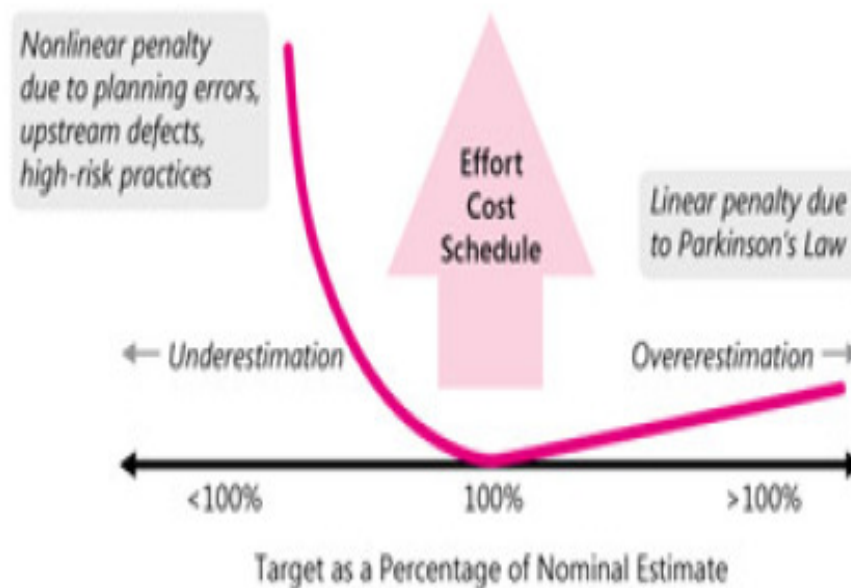 Nonlinear penalty
due to planning errors,
upstream defects,
high-risk practices
Effort
Cost
Schedule
Linear penalty due
to Parkinson's Law
← Underestimation
Overerestimation →
<100%
100%
>100%
Target as a Percentage of Nominal Estimate